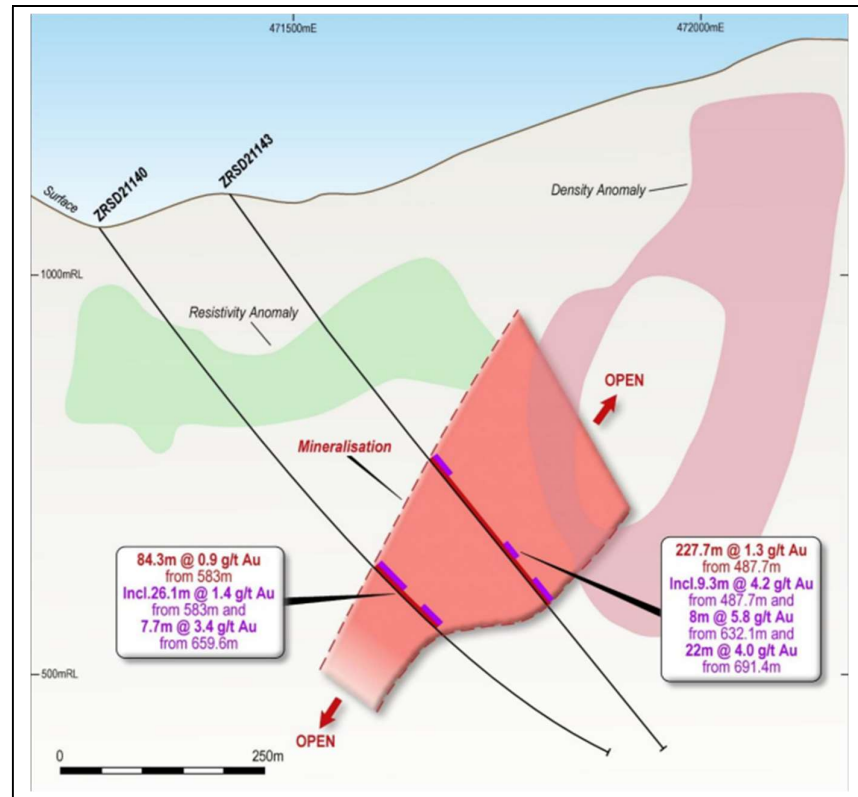 471500mE
472000mE
ZRSD21140
ZRSD21143
Surface
Density Anomaly
1000mRL
Resistivity Anomaly
OPEN
Mineralisation
84.3m @ 0.9 g/t Au
from 583m
Incl.26.1m @ 1.4 g/t Au
from 583m and
7.7m @ 3.4 g/t Au
from 659.6m
227.7m @ 1.3 g/t Au
from 487.7m
Incl.9.3m @ 4.2 g/t Au
from 487.7m and
8m @ 5.8 g/t Au
from 632.1m and
22m @ 4.0 g/t Au
from 691.4m
500mRL
OPEN
0
250m